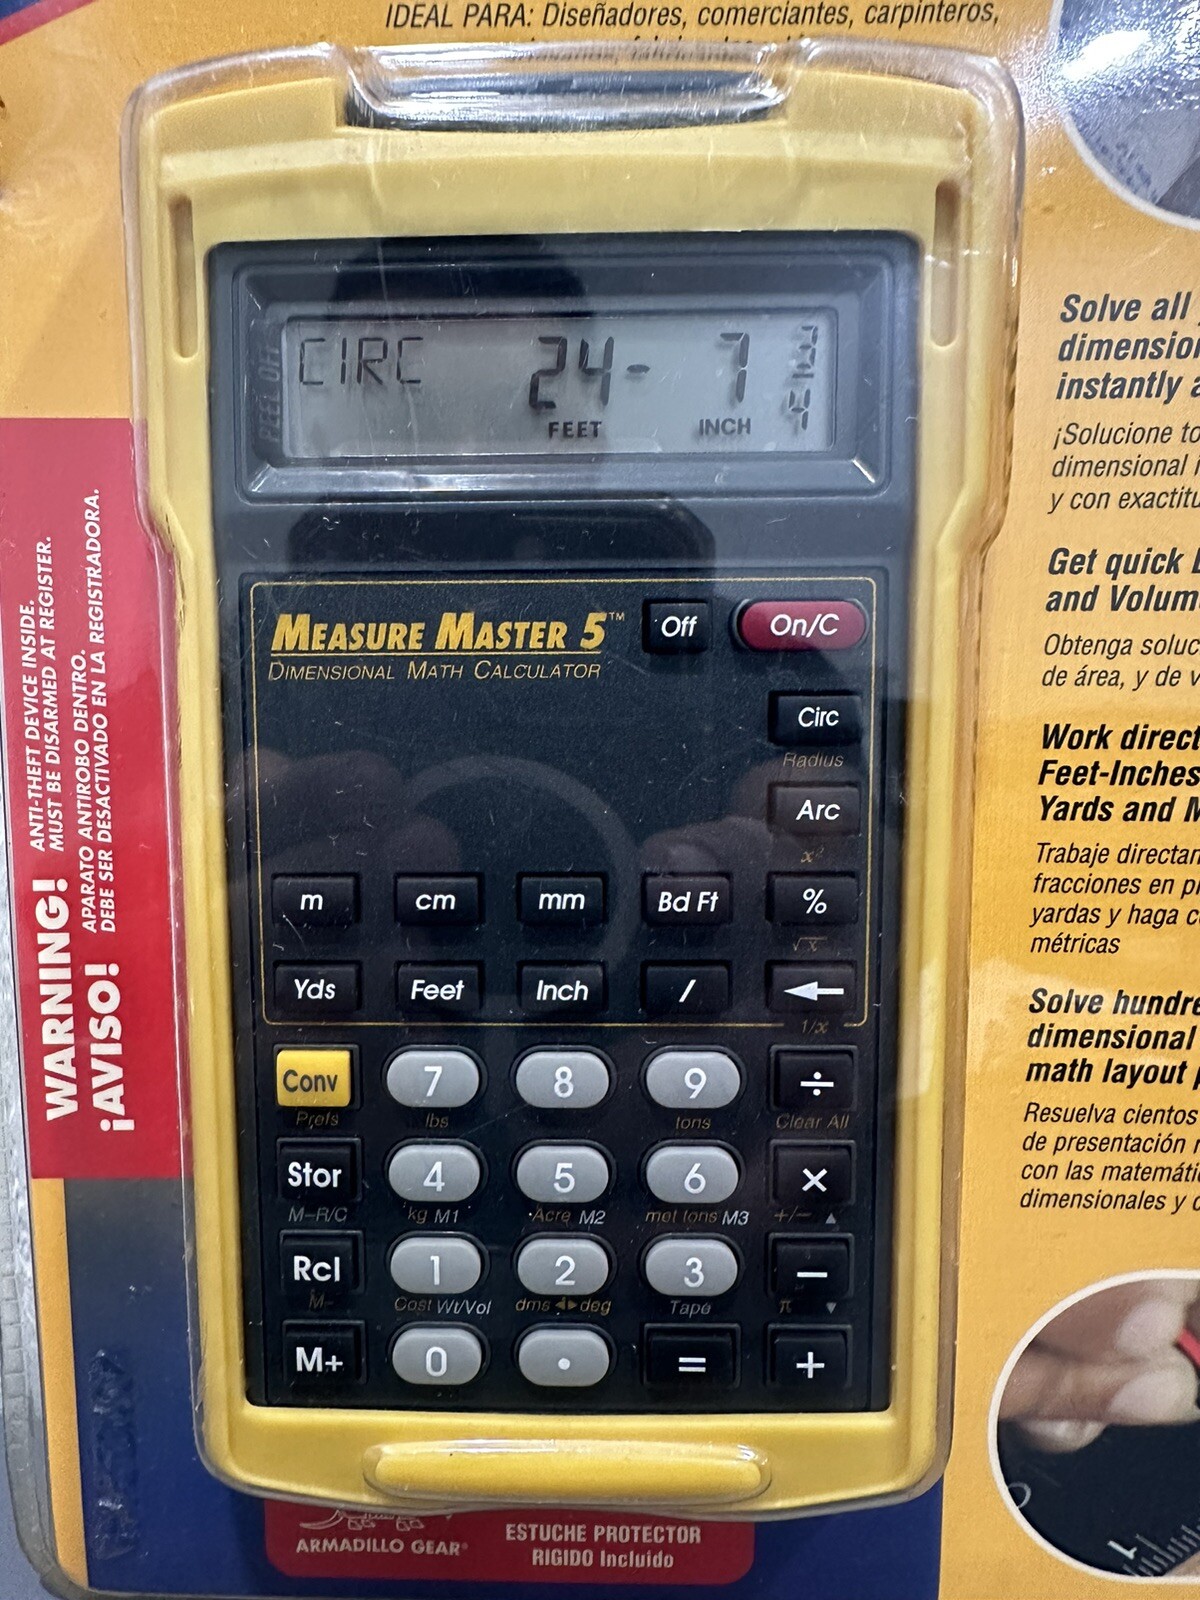 IDEAL PARA: Diseñadores, comerciantes, carpinteros,
PEEL OFF
CIRC 24- 7 3/4
FEET INCH
MEASURE MASTER 5™
DIMENSIONAL MATH CALCULATOR
Off On/C
Circ
Radius
Arc
x²
m cm mm Bd Ft %
√x
Yds Feet Inch /
1/x
Conv 7 8 9 ÷
Prefs lbs tons Clear All
Stor 4 5 6 ×
M-R/C kg M1 Acre M2 met tons M3 +/- ▲
Rcl 1 2 3 −
M- Cost Wt/Vol dms ◄► deg Tape π ▼
M+ 0 . = +
WARNING! ANTI-THEFT DEVICE INSIDE.
MUST BE DISARMED AT REGISTER.
¡AVISO! APARATO ANTIROBO DENTRO.
DEBE SER DESACTIVADO EN LA REGISTRADORA.
Solve all
dimension
instantly a
¡Solucione to
dimensional i
y con exactitu
Get quick
and Volum
Obtenga soluc
de área, y de v
Work direct
Feet-Inches
Yards and M
Trabaje directam
fracciones en p
yardas y haga c
métricas
Solve hundre
dimensional
math layout p
Resuelva cientos
de presentación
con las matemáti
dimensionales y c
ARMADILLO GEAR®
ESTUCHE PROTECTOR
RIGIDO Incluido
1